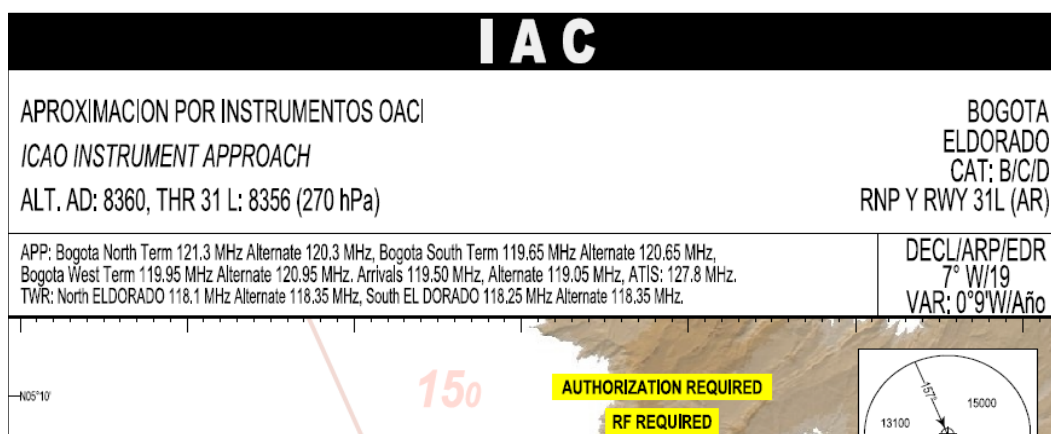 IAC
APROXIMACION POR INSTRUMENTOS OACI
ICAO INSTRUMENT APPROACH
ALT. AD: 8360, THR 31 L: 8356 (270 hPa)
BOGOTA
ELDORADO
CAT: B/C/D
RNP Y RWY 31L (AR)
APP: Bogota North Term 121.3 MHz Alternate 120.3 MHz, Bogota South Term 119.65 MHz Alternate 120.65 MHz,
Bogota West Term 119.95 MHz Alternate 120.95 MHz. Arrivals 119.50 MHz, Alternate 119.05 MHz, ATIS: 127.8 MHz.
TWR: North ELDORADO 118.1 MHz Alternate 118.35 MHz, South EL DORADO 118.25 MHz Alternate 118.35 MHz.
DECL/ARP/EDR
7° W/19
VAR: 0°9'W/Año
N05°10'
150
AUTHORIZATION REQUIRED
RF REQUIRED
157°
15000
13100